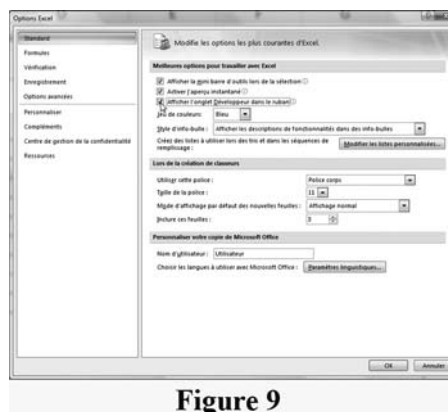 Options Excel
Standard
Formules
Vérification
Enregistrement
Options avancées
Personnaliser
Compléments
Centre de gestion de la confidentialité
Ressources
Modifie les options les plus courantes d'Excel.
Meilleures options pour travailler avec Excel
Afficher la mini barre d'outils lors de la sélection
Activer l'aperçu instantané
Afficher l'onglet Développeur dans le ruban
Jeu de couleurs : Bleu
Style d'info-bulle : Afficher les descriptions de fonctionnalités dans des info-bulles
Créez des listes à utiliser lors des tris et dans les séquences de remplissage : Modifier les listes personnalisées...
Lors de la création de classeurs
Utiliser cette police : Police corps
Taille de la police : 11
Mode d'affichage par défaut des nouvelles feuilles : Affichage normal
Inclure ces feuilles : 3
Personnaliser votre copie de Microsoft Office
Nom d'utilisateur : Utilisateur
Choisir les langues à utiliser avec Microsoft Office : Paramètres linguistiques...
OK Annuler
Figure 9